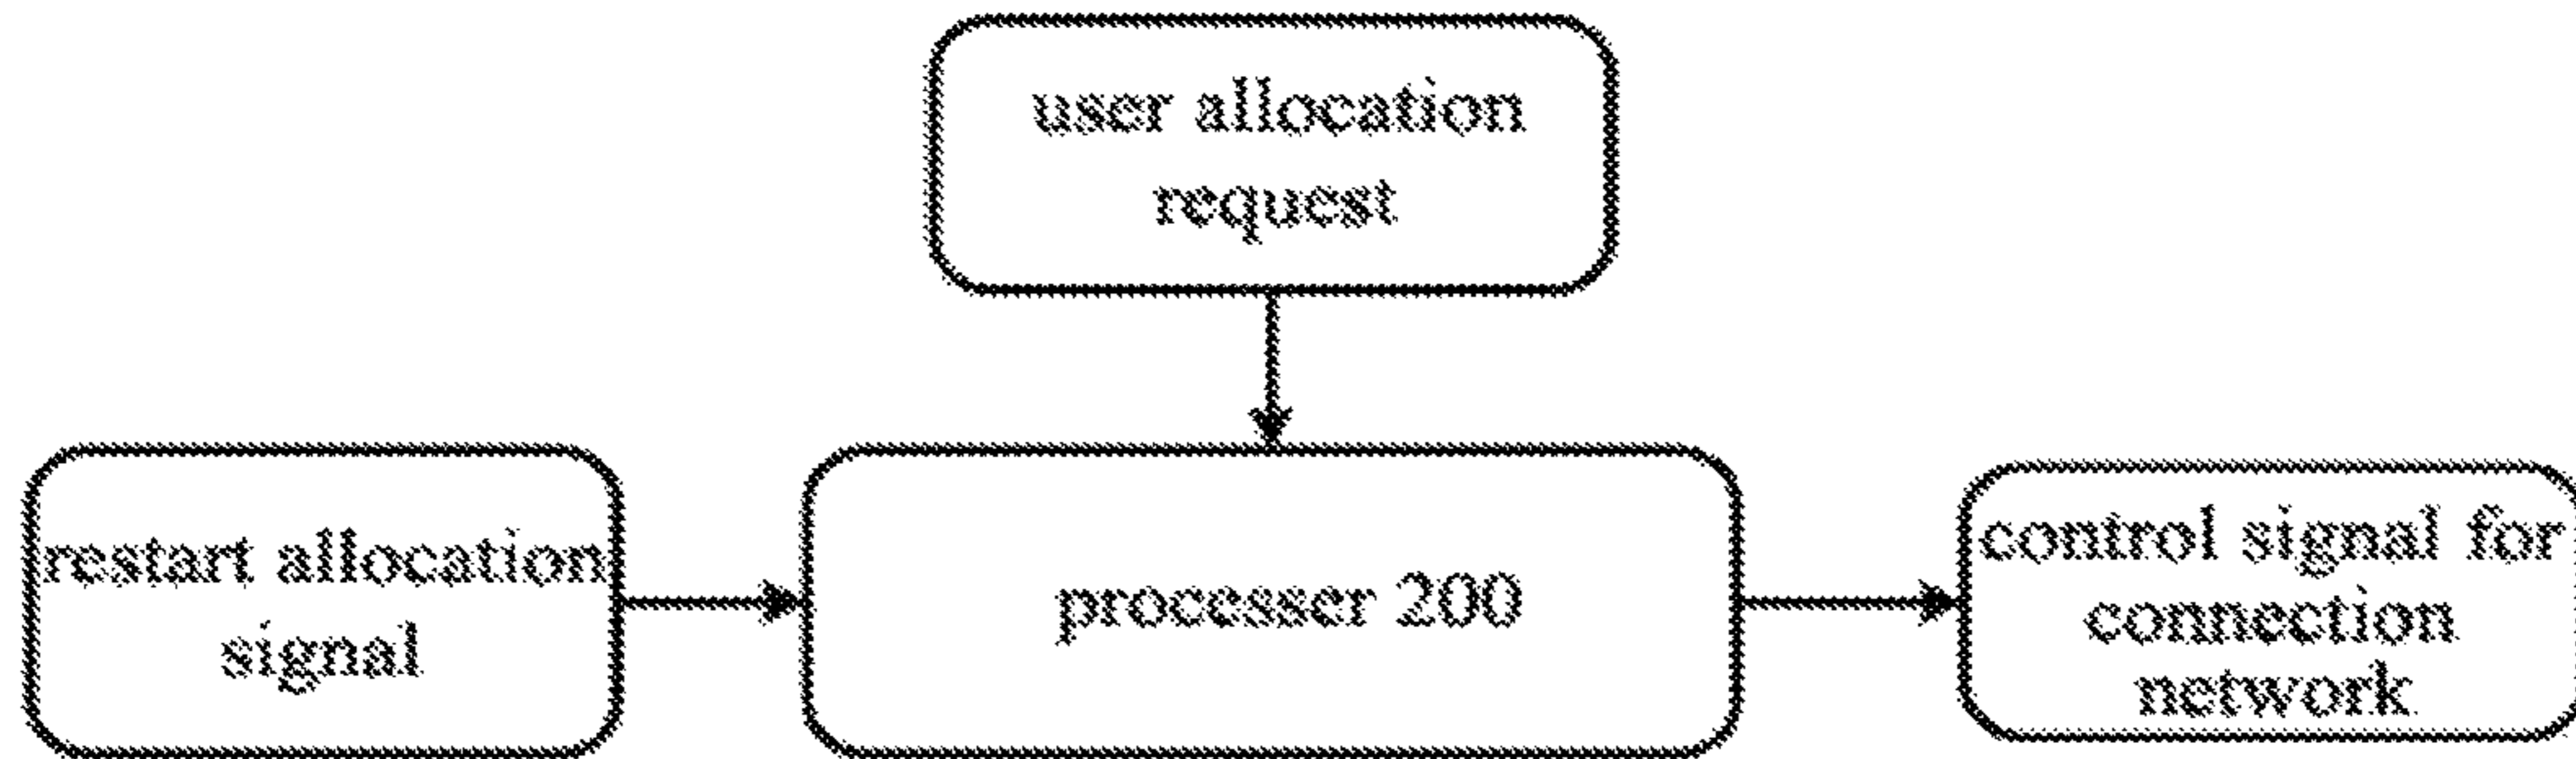 user allocation
request
restart allocation
signal
processer 200
control signal for
connection
network